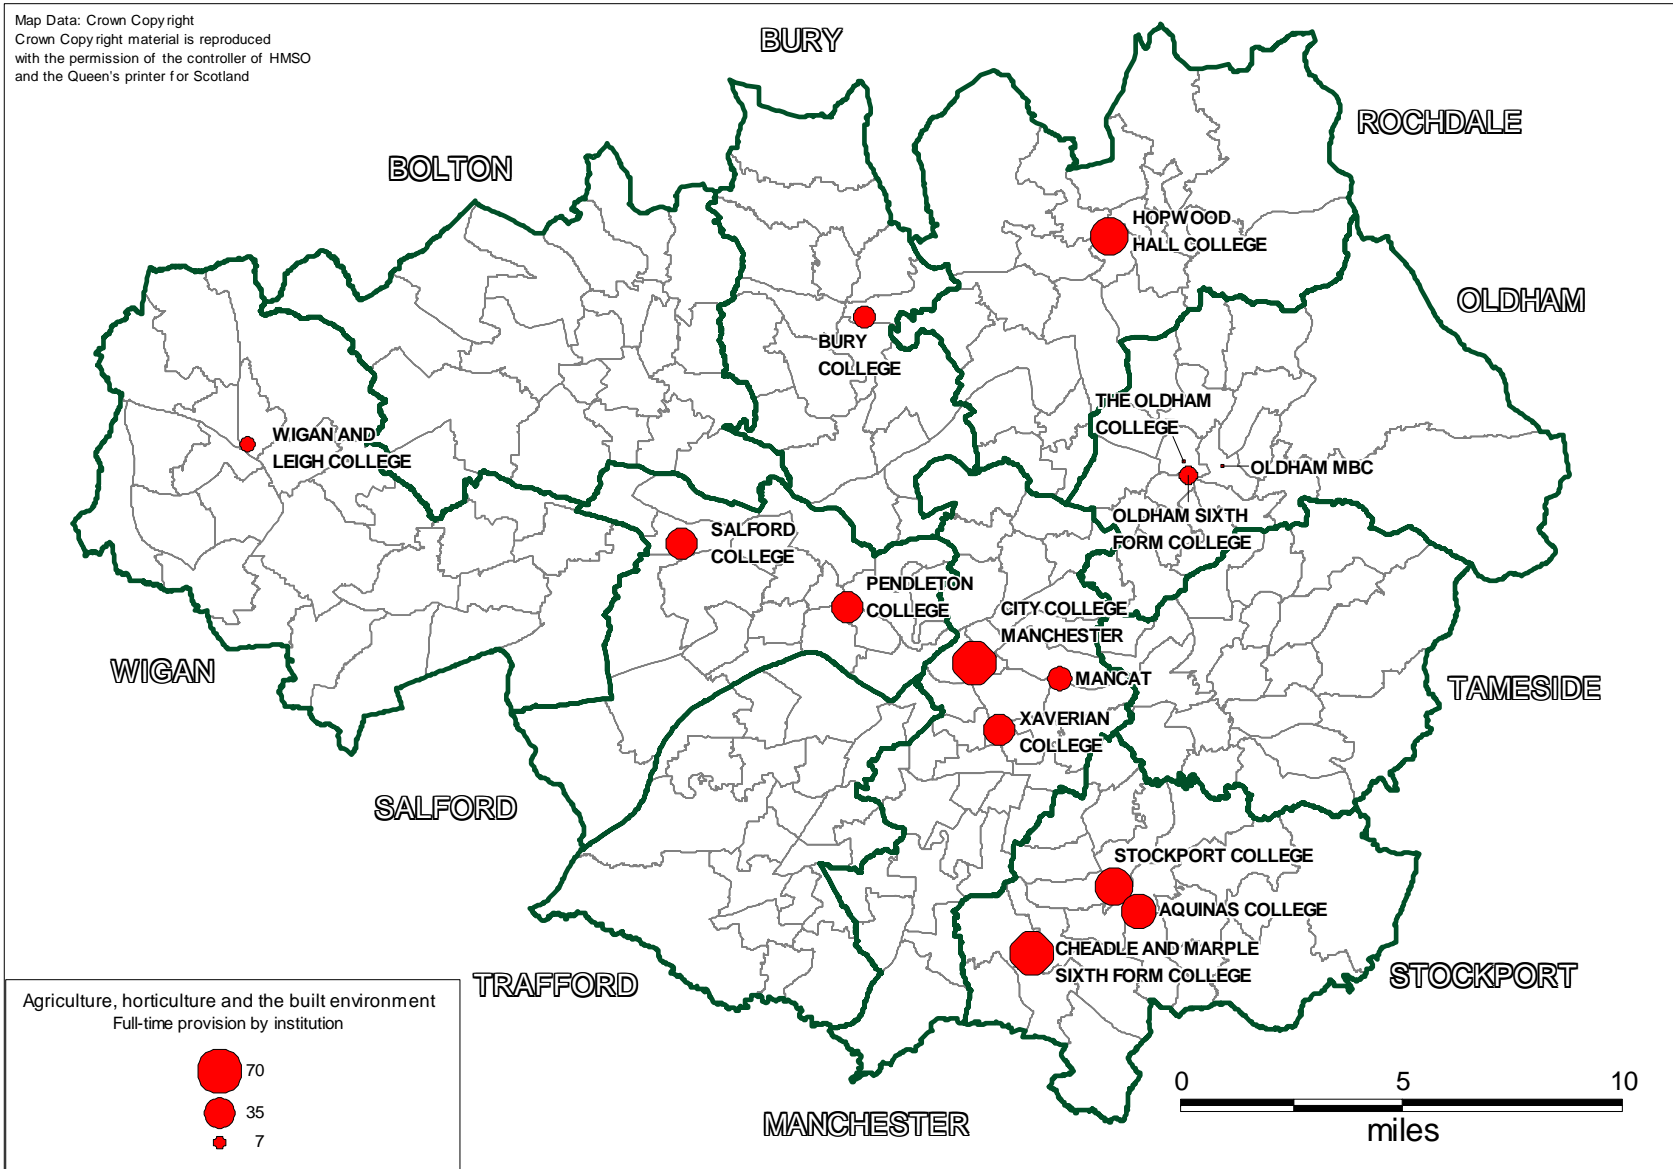 Map Data: Crown Copyright
Crown Copyright material is reproduced
with the permission of the controller of HMSO
and the Queen's printer for Scotland
BURY
ROCHDALE
BOLTON
HOPWOOD
HALL COLLEGE
OLDHAM
BURY
COLLEGE
THE OLDHAM
COLLEGE
WIGAN AND
LEIGH COLLEGE
OLDHAM MBC
OLDHAM SIXTH
FORM COLLEGE
SALFORD
COLLEGE
PENDLETON
COLLEGE
CITY COLLEGE
MANCHESTER
WIGAN
MANCAT
TAMESIDE
XAVERIAN
COLLEGE
SALFORD
STOCKPORT COLLEGE
AQUINAS COLLEGE
CHEADLE AND MARPLE
SIXTH FORM COLLEGE
TRAFFORD
STOCKPORT
Agriculture, horticulture and the built environment
Full-time provision by institution
70
35
7
0 5 10
miles
MANCHESTER